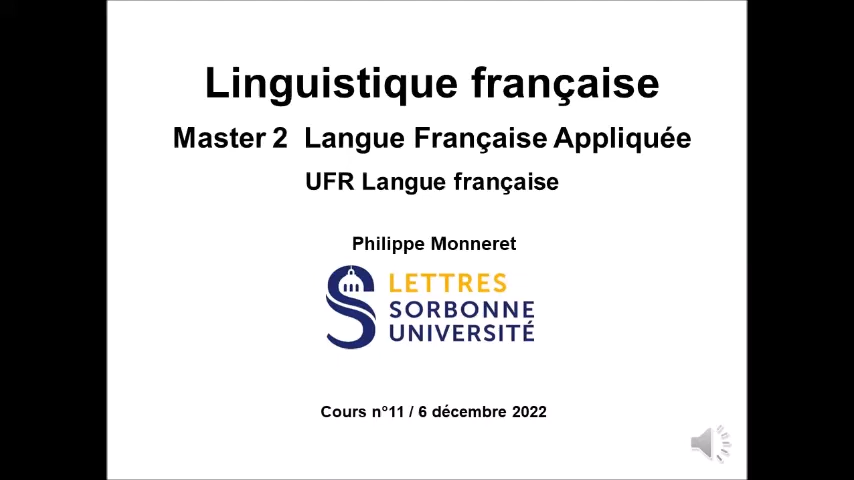 Linguistique française
Master 2 Langue Française Appliquée
UFR Langue française
Philippe Monneret
LETTRES
SORBONNE
UNIVERSITÉ
Cours n°11 / 6 décembre 2022